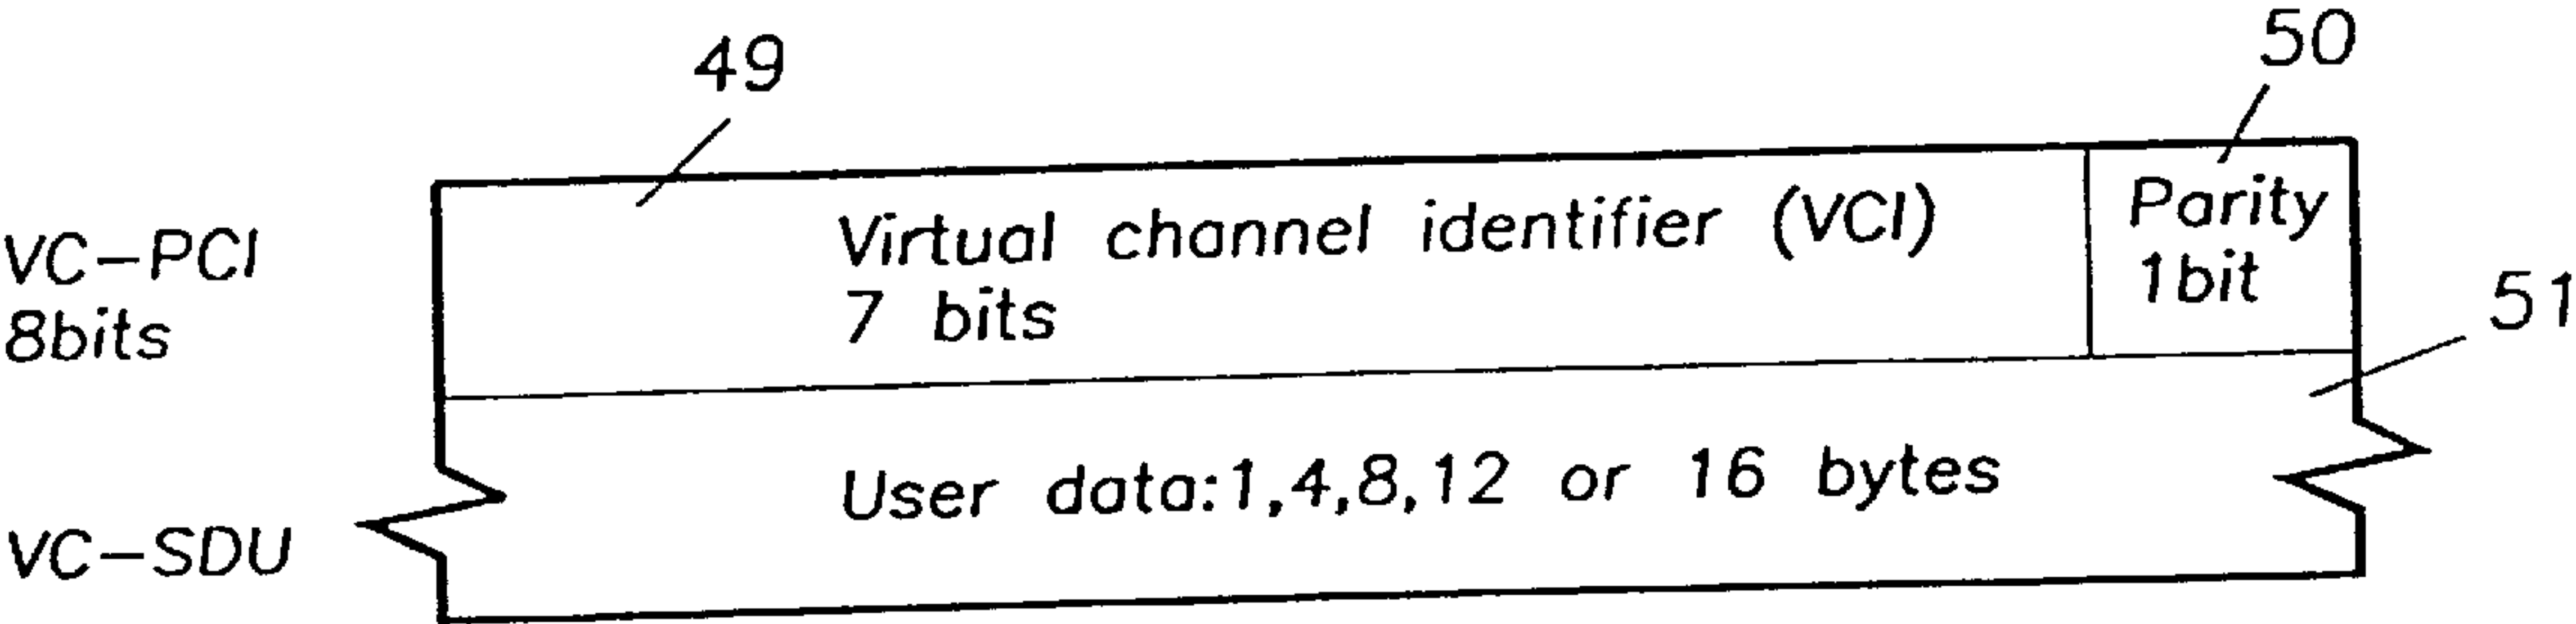 49
50
VC-PCI
8bits
Virtual channel identifier (VCI)
7 bits
Parity
1bit
51
User data:1,4,8,12 or 16 bytes
VC-SDU